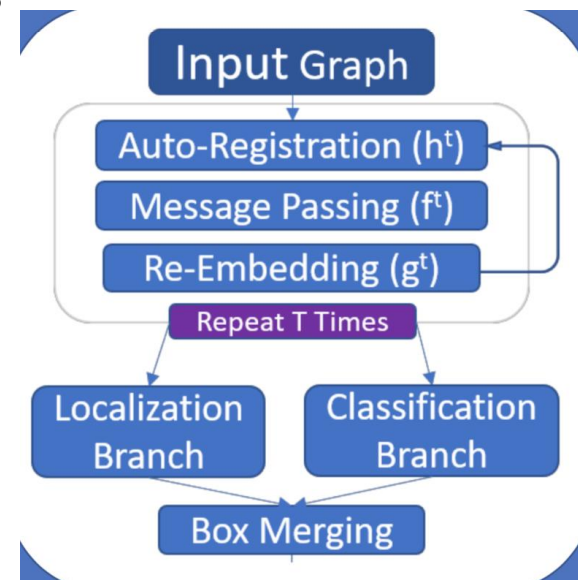 Input Graph
Auto-Registration (hᵗ)
Message Passing (fᵗ)
Re-Embedding (gᵗ)
Repeat T Times
Localization
Branch
Classification
Branch
Box Merging